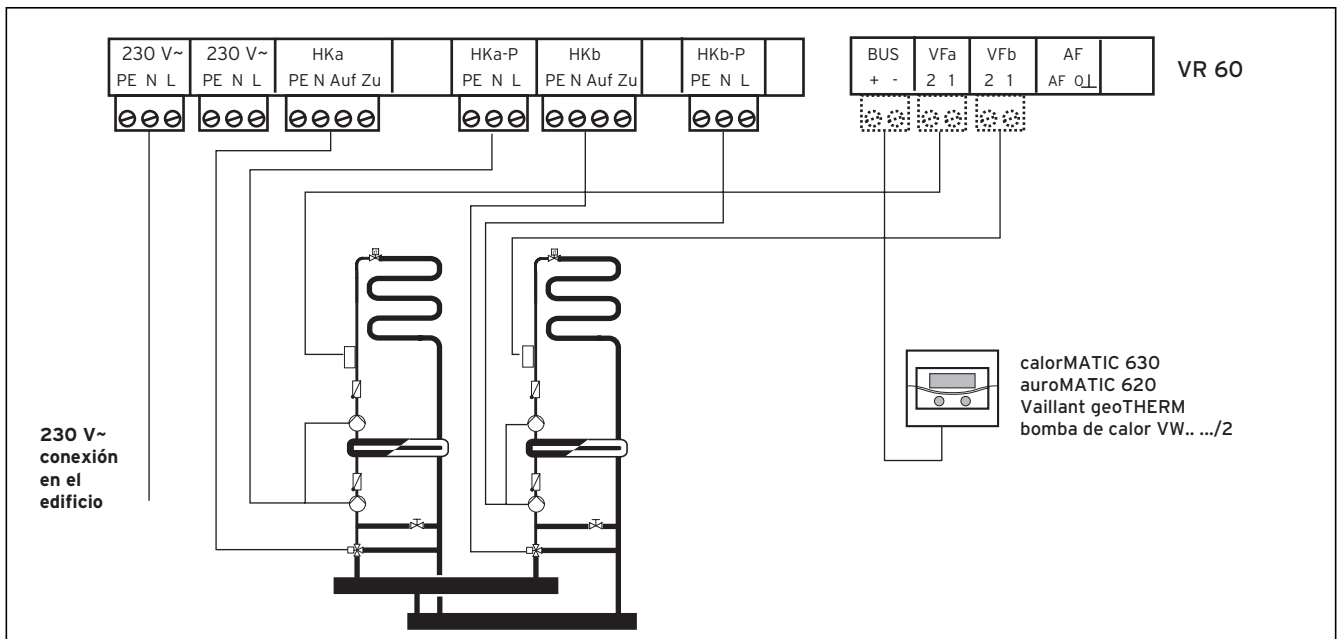 230 V~ 230 V~ HKa HKa-P HKb HKb-P
PE N L PE N L PE N Auf Zu PE N L PE N Auf Zu PE N L
BUS VFa VFb AF
+ - 2 1 2 1 AF 0⊥
VR 60
calorMATIC 630
auroMATIC 620
Vaillant geoTHERM
bomba de calor VW.. .../2
230 V~
conexión
en el
edificio